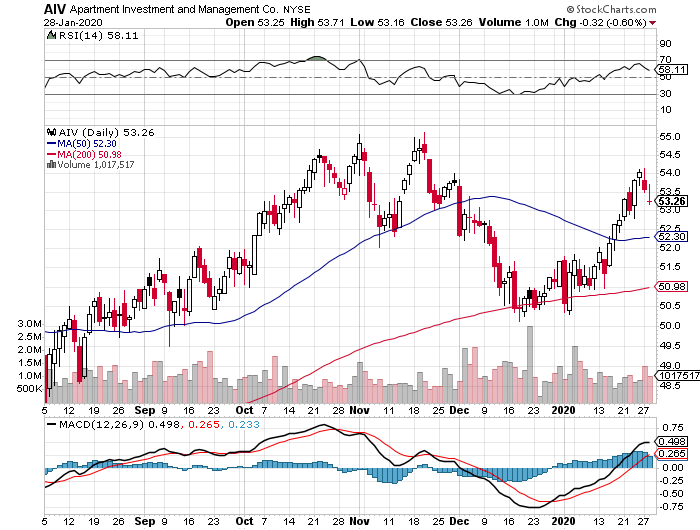 AIV Apartment Investment and Management Co. NYSE © StockCharts.com
28-Jan-2020 Open 53.25 High 53.71 Low 53.16 Close 53.26 Volume 1.0M Chg -0.32 (-0.60%)
RSI(14) 58.11
90
70
58.11
50
30
10
AIV (Daily) 53.26
MA(50) 52.30
MA(200) 50.98
Volume 1,017,517
55.0
54.5
54.0
53.5
53.26
53.0
52.5
52.30
52.0
51.5
50.98
50.5
3.0M 50.0
2.5M
2.0M 49.5
1.5M 49.0
1.0M 1017517
500K 48.5
5 12 19 26 Sep 9 16 23 Oct 7 14 21 28 Nov 11 18 25 Dec 9 16 23 2020 13 21 27
MACD(12,26,9) 0.498, 0.265, 0.233
0.75
0.498
0.265
0.00
-0.25
-0.50
-0.75
5 12 19 26 Sep 9 16 23 Oct 7 14 21 28 Nov 11 18 25 Dec 9 16 23 2020 13 21 27